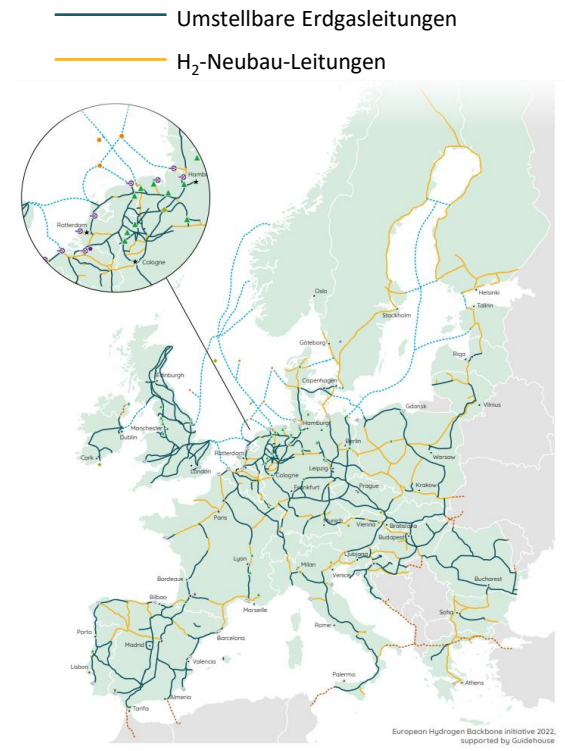 Umstellbare Erdgasleitungen
H₂-Neubau-Leitungen
Hamb
Rotterdam
Cologne
Oslo
Helsinki
Talinn
Stockholm
Göteborg
Riga
Edinburgh
Copenhagen
Vilnius
Gdansk
Manchester
Dublin
Hamburg
Berlin
Cork
London
Rotterdam
Warsaw
Leipzig
Cologne
Frankfurt
Prague
Krakow
Paris
Munich
Vienna
Bratislava
Budapest
Lyon
Milan
Ljubljana
Venice
Bordeaux
Bucharest
Bilbao
Marseille
Sofia
Porto
Barcelona
Rome
Madrid
Lisbon
Valencia
Palermo
Athens
Almeria
Tarifa
European Hydrogen Backbone initiative 2022,
supported by Guidehouse